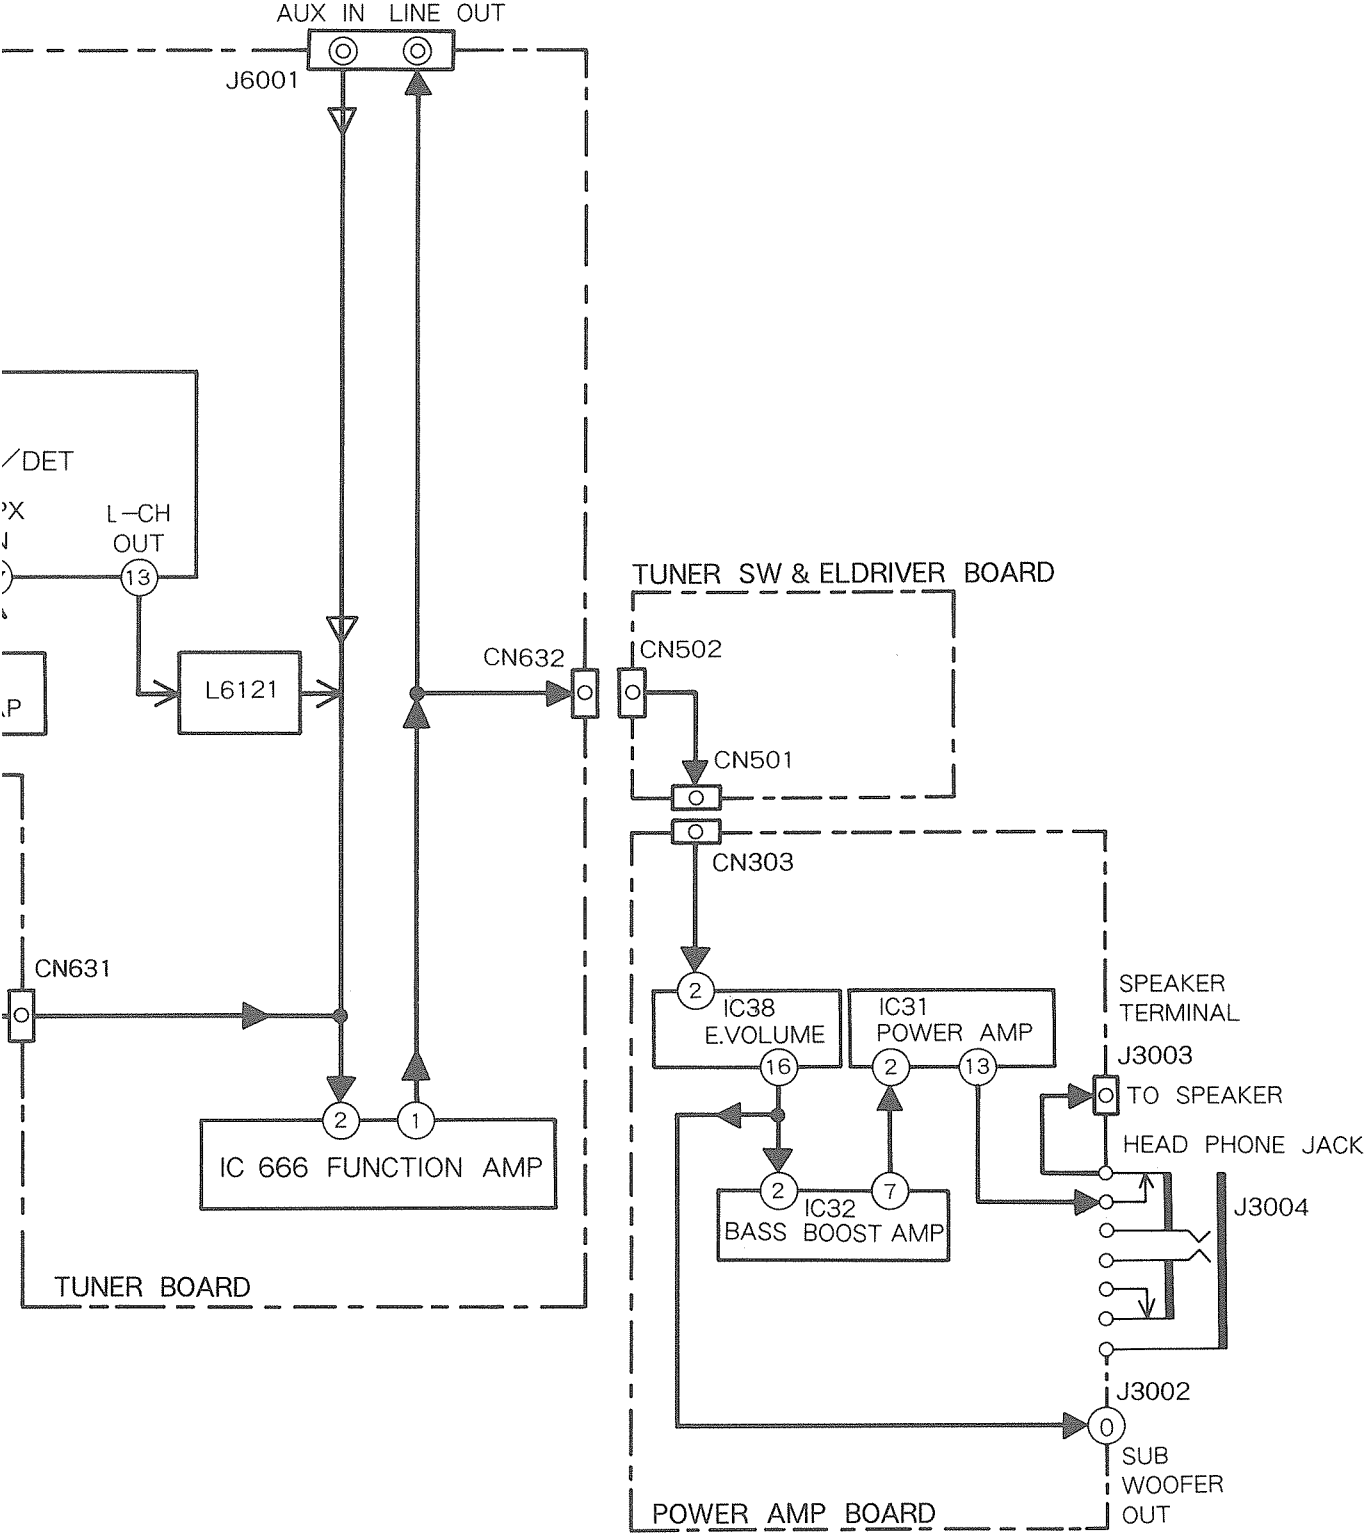 AUX IN LINE OUT
J6001
/DET
L-CH
OUT
13
L6121
CN632
TUNER SW & ELDRIVER BOARD
CN502
CN501
CN303
CN631
2
1
IC 666 FUNCTION AMP
TUNER BOARD
2
IC38
E.VOLUME
16
IC31
POWER AMP
2
13
SPEAKER
TERMINAL
J3003
TO SPEAKER
HEAD PHONE JACK
J3004
2
7
IC32
BASS BOOST AMP
J3002
0
SUB
WOOFER
OUT
POWER AMP BOARD